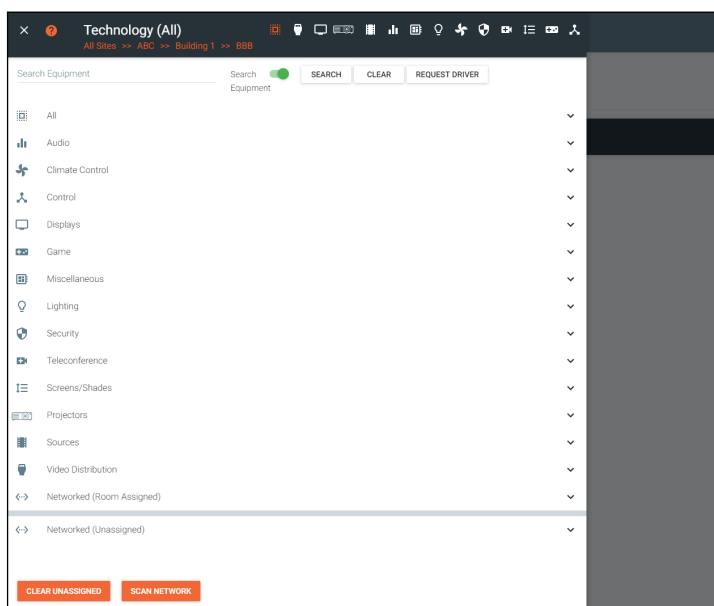 Technology (All)
All Sites >> ABC >> Building 1 >> BBB
Search Equipment
Search
Equipment
SEARCH
CLEAR
REQUEST DRIVER
All
Audio
Climate Control
Control
Displays
Game
Miscellaneous
Lighting
Security
Teleconference
Screens/Shades
Projectors
Sources
Video Distribution
Networked (Room Assigned)
Networked (Unassigned)
CLEAR UNASSIGNED
SCAN NETWORK